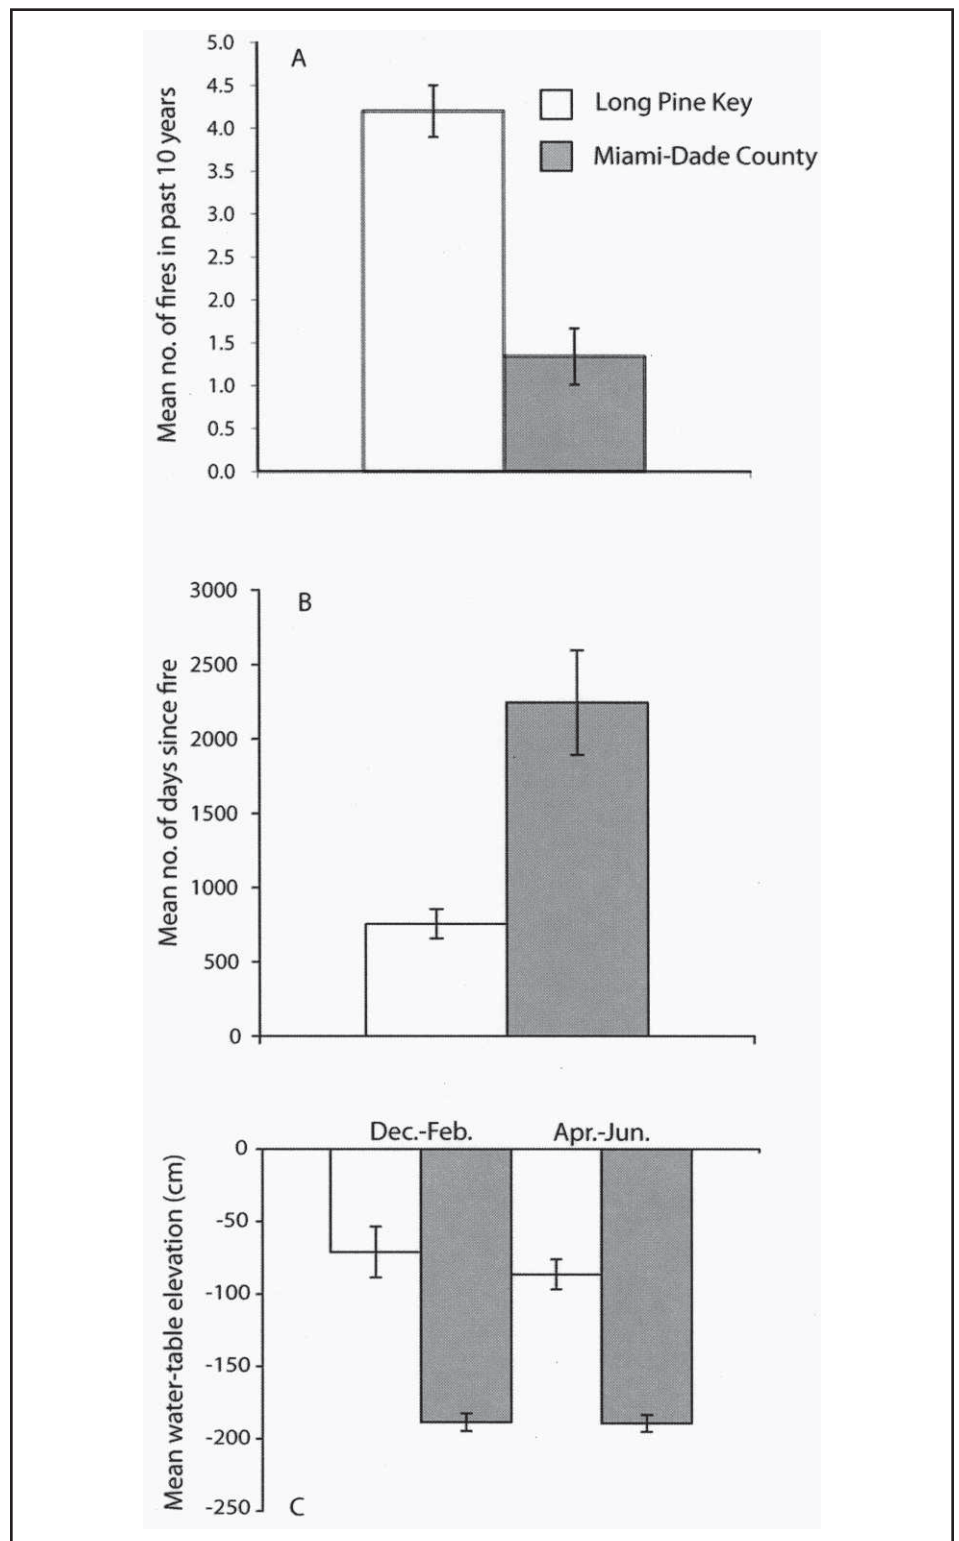 A
Long Pine Key
Miami-Dade County
Mean no. of fires in past 10 years
5.0
4.5
4.0
3.5
3.0
2.5
2.0
1.5
1.0
0.5
0.0
B
Mean no. of days since fire
3000
2500
2000
1500
1000
500
0
Dec.-Feb. Apr.-Jun.
Mean water-table elevation (cm)
0
-50
-100
-150
-200
-250
C